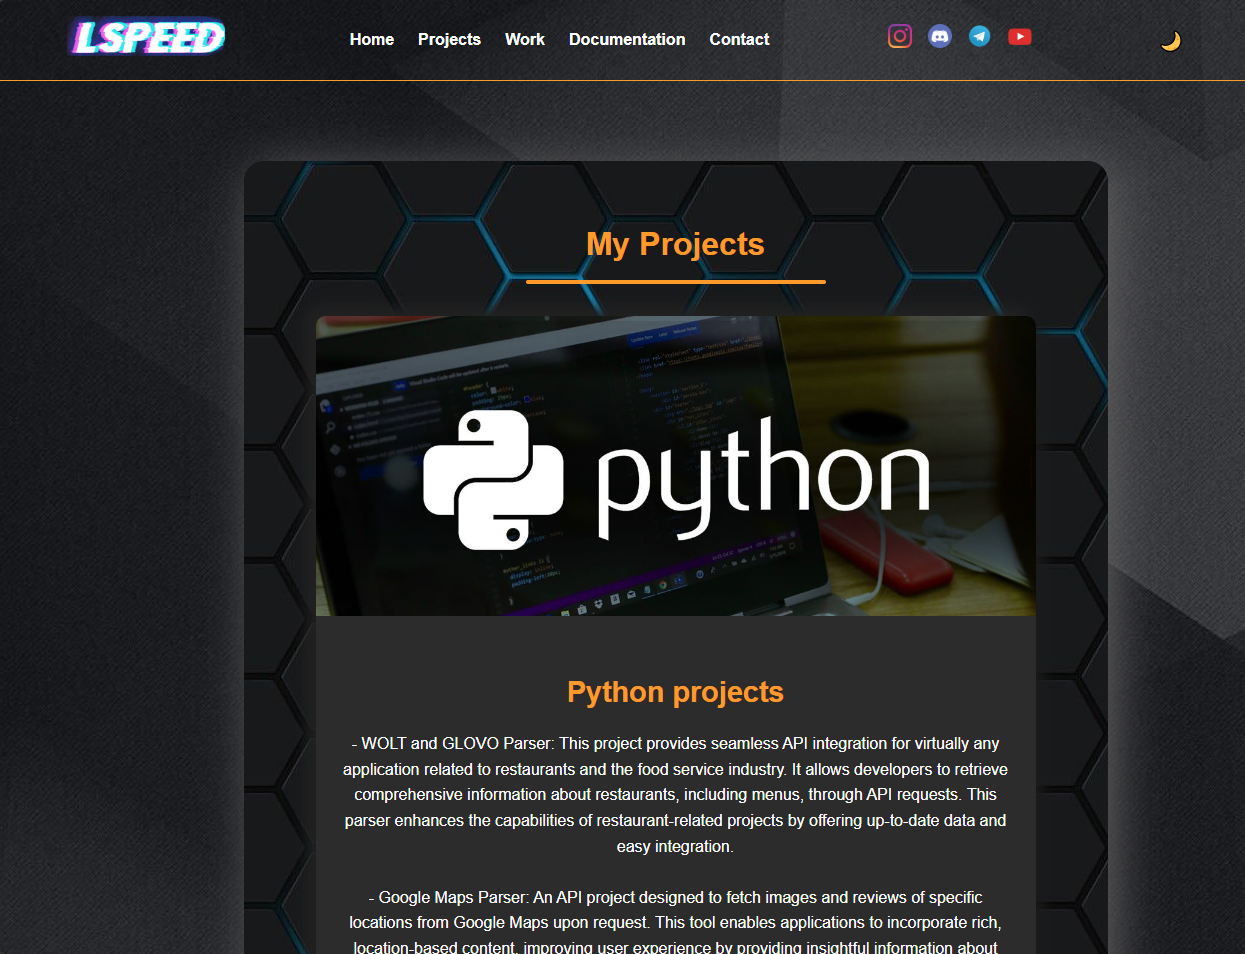 LSPEED
Home Projects Work Documentation Contact
My Projects
python
Python projects
- WOLT and GLOVO Parser: This project provides seamless API integration for virtually any
application related to restaurants and the food service industry. It allows developers to retrieve
comprehensive information about restaurants, including menus, through API requests. This
parser enhances the capabilities of restaurant-related projects by offering up-to-date data and
easy integration.
- Google Maps Parser: An API project designed to fetch images and reviews of specific
locations from Google Maps upon request. This tool enables applications to incorporate rich,
location-based content, improving user experience by providing insightful information about